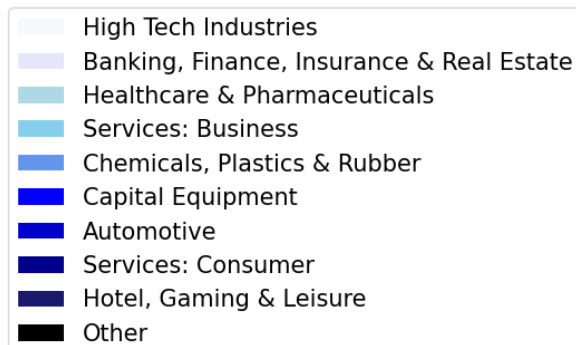 High Tech Industries
Banking, Finance, Insurance & Real Estate
Healthcare & Pharmaceuticals
Services: Business
Chemicals, Plastics & Rubber
Capital Equipment
Automotive
Services: Consumer
Hotel, Gaming & Leisure
Other